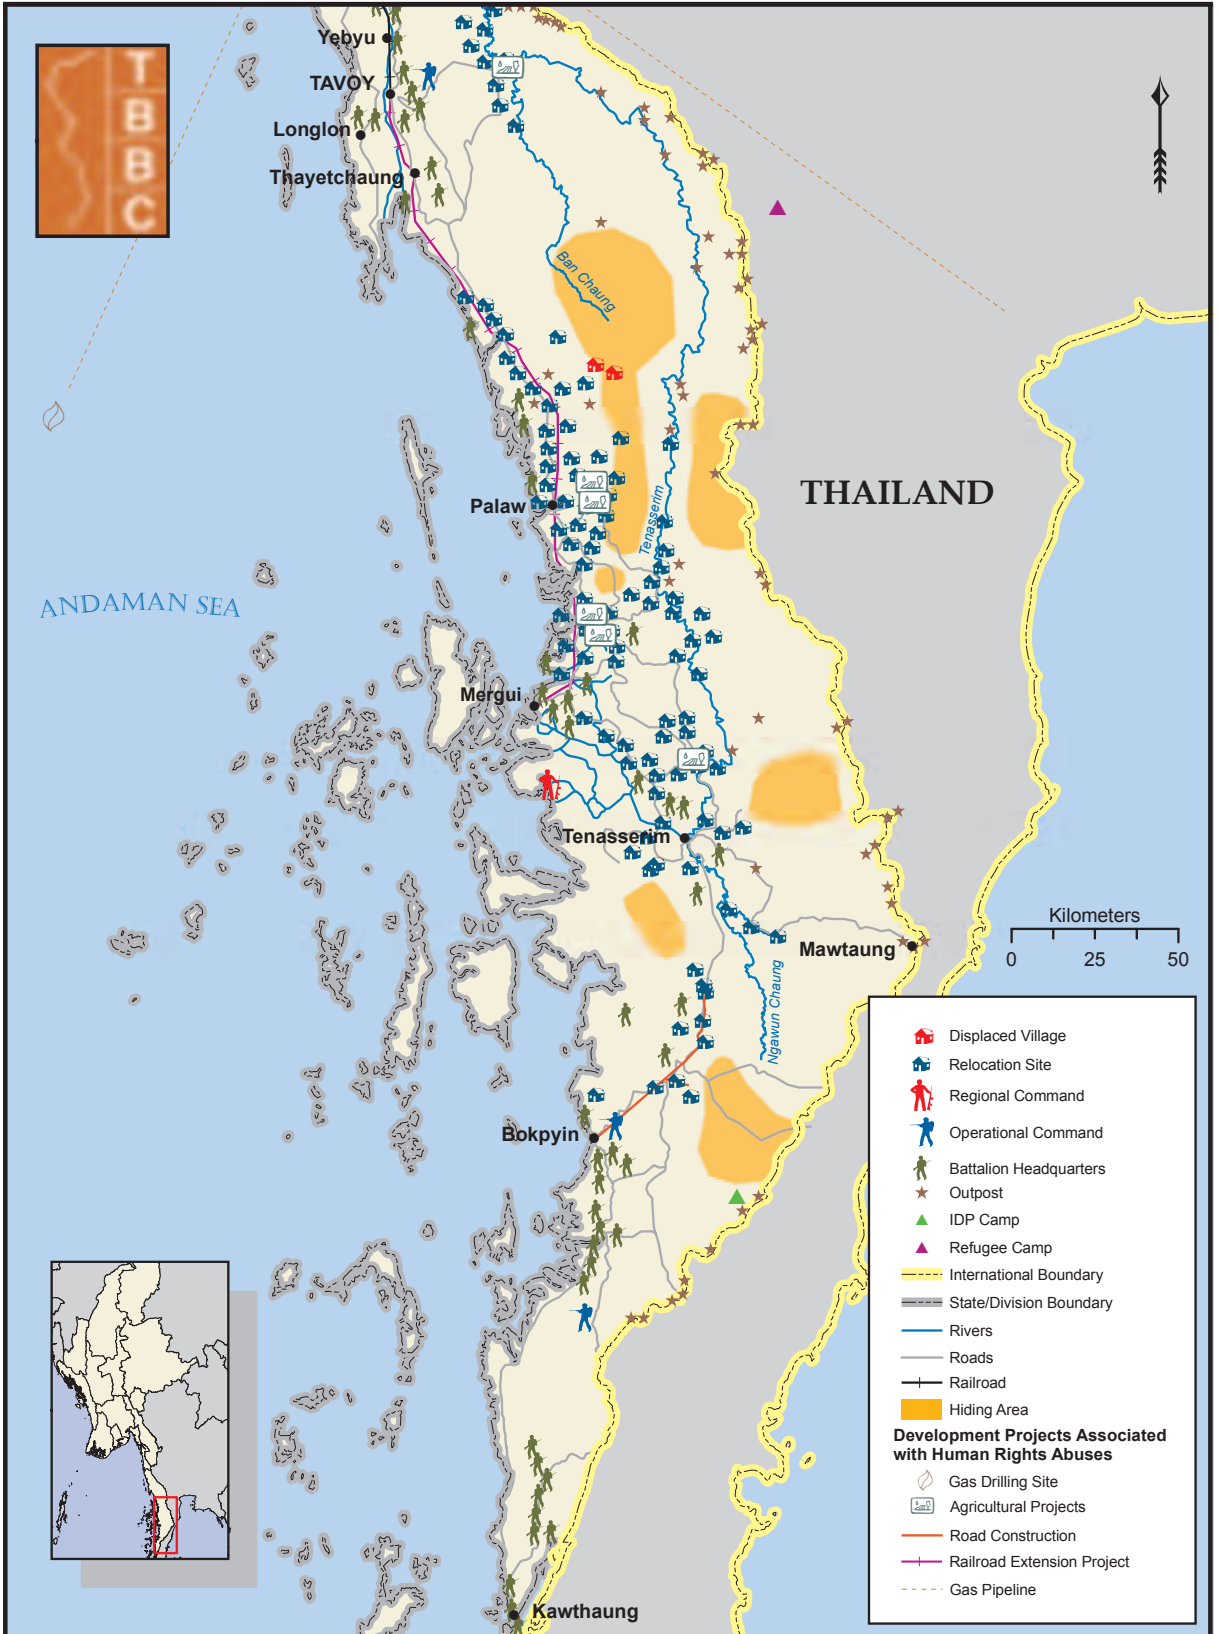 T
B
B
C
Yebyu
TAVOY
Longlon
Thayetchaung
Ban Chaung
THAILAND
Palaw
Tenasserim
ANDAMAN SEA
Mergui
Tenasserim
Mawtaung
Ngawun Chaung
Bokpyin
Kawthaung
Kilometers
0 25 50
Displaced Village
Relocation Site
Regional Command
Operational Command
Battalion Headquarters
Outpost
IDP Camp
Refugee Camp
International Boundary
State/Division Boundary
Rivers
Roads
Railroad
Hiding Area
Development Projects Associated
with Human Rights Abuses
Gas Drilling Site
Agricultural Projects
Road Construction
Railroad Extension Project
Gas Pipeline